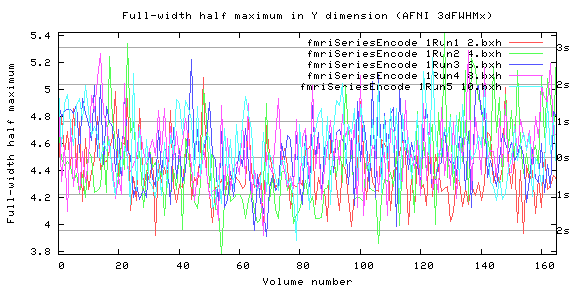 Full-width half maximum in Y dimension (AFNI 3dFWHMx)
5.4
5.2
5
4.8
4.6
4.4
4.2
4
3.8
Full-width half maximum
fmriSeriesEncode 1Run1 2.bxh
fmriSeriesEncode 1Run2 4.bxh
fmriSeriesEncode 1Run3 6.bxh
fmriSeriesEncode 1Run4 8.bxh
fmriSeriesEncode 1Run5 10.bxh
3s
2s
1s
0s
1s
2s
0 20 40 60 80 100 120 140 160
Volume number